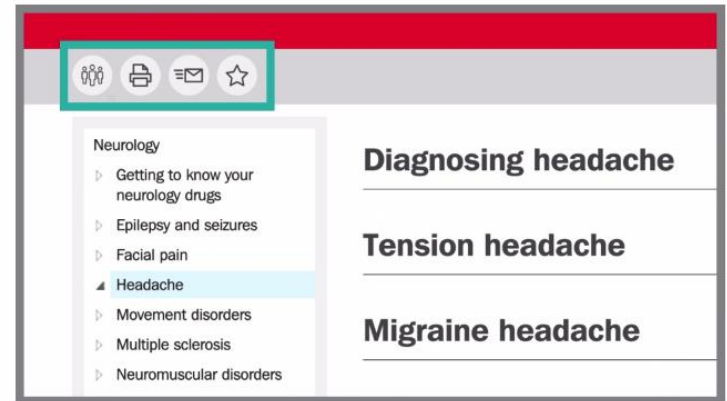 Neurology
Getting to know your
neurology drugs
Epilepsy and seizures
Facial pain
Headache
Movement disorders
Multiple sclerosis
Neuromuscular disorders
Diagnosing headache
Tension headache
Migraine headache